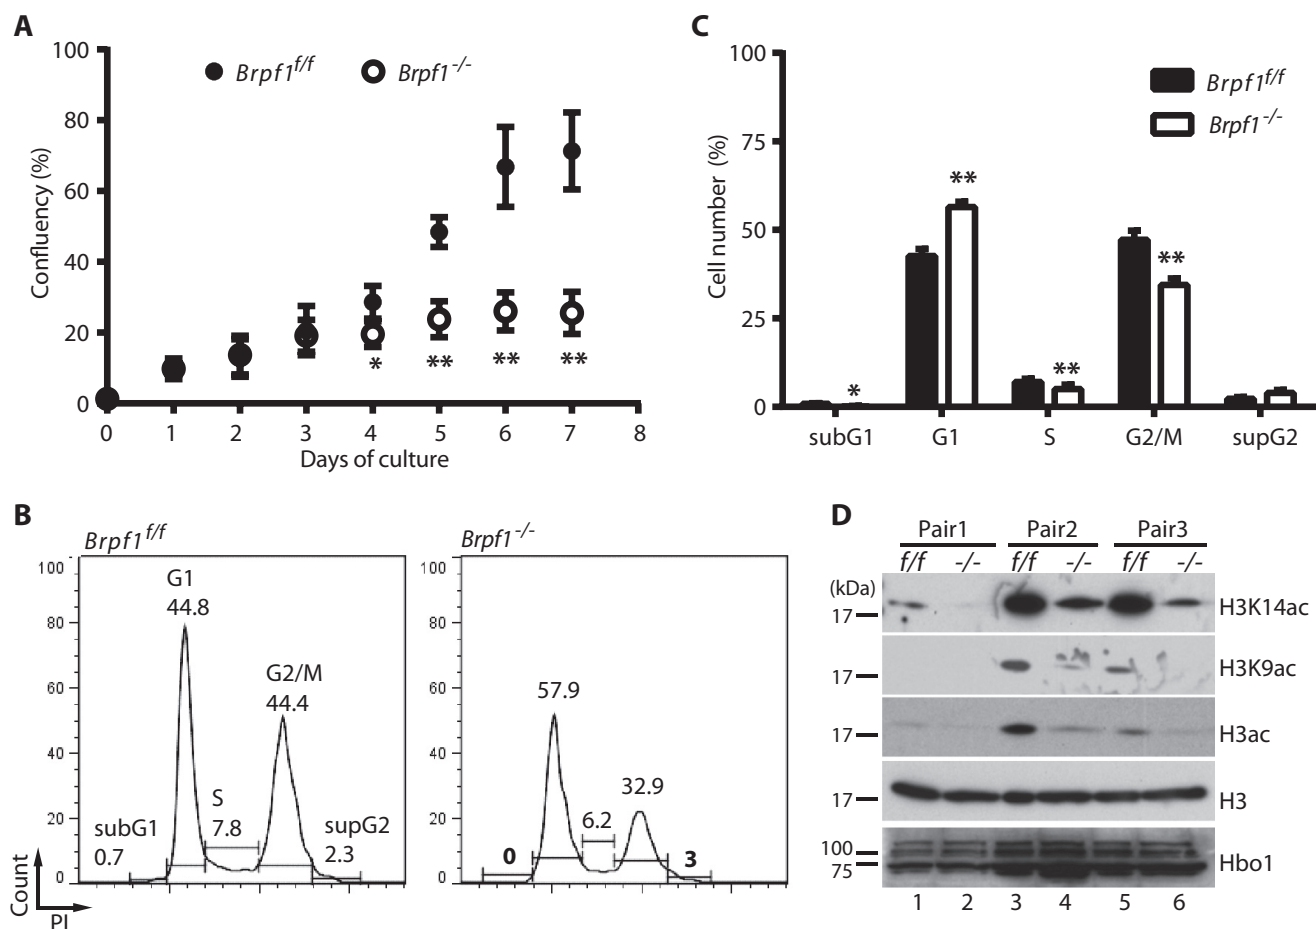 A
100
80
60
40
20
0
Confluency (%)
Brpf1f/f
Brpf1-/-
* ** ** **
0 1 2 3 4 5 6 7 8
Days of culture
C
100
75
50
25
0
Cell number (%)
Brpf1f/f
Brpf1-/-
* ** ** **
subG1 G1 S G2/M supG2
B
Brpf1f/f
100
80
60
40
20
0
G1
44.8
G2/M
44.4
S
7.8
subG1
0.7
supG2
2.3
Count
PI
Brpf1-/-
100
80
60
40
20
0
57.9
32.9
6.2
0
3
D
Pair1 Pair2 Pair3
f/f -/- f/f -/- f/f -/-
(kDa)
17 H3K14ac
17 H3K9ac
17 H3ac
17 H3
100
75
Hbo1
1 2 3 4 5 6